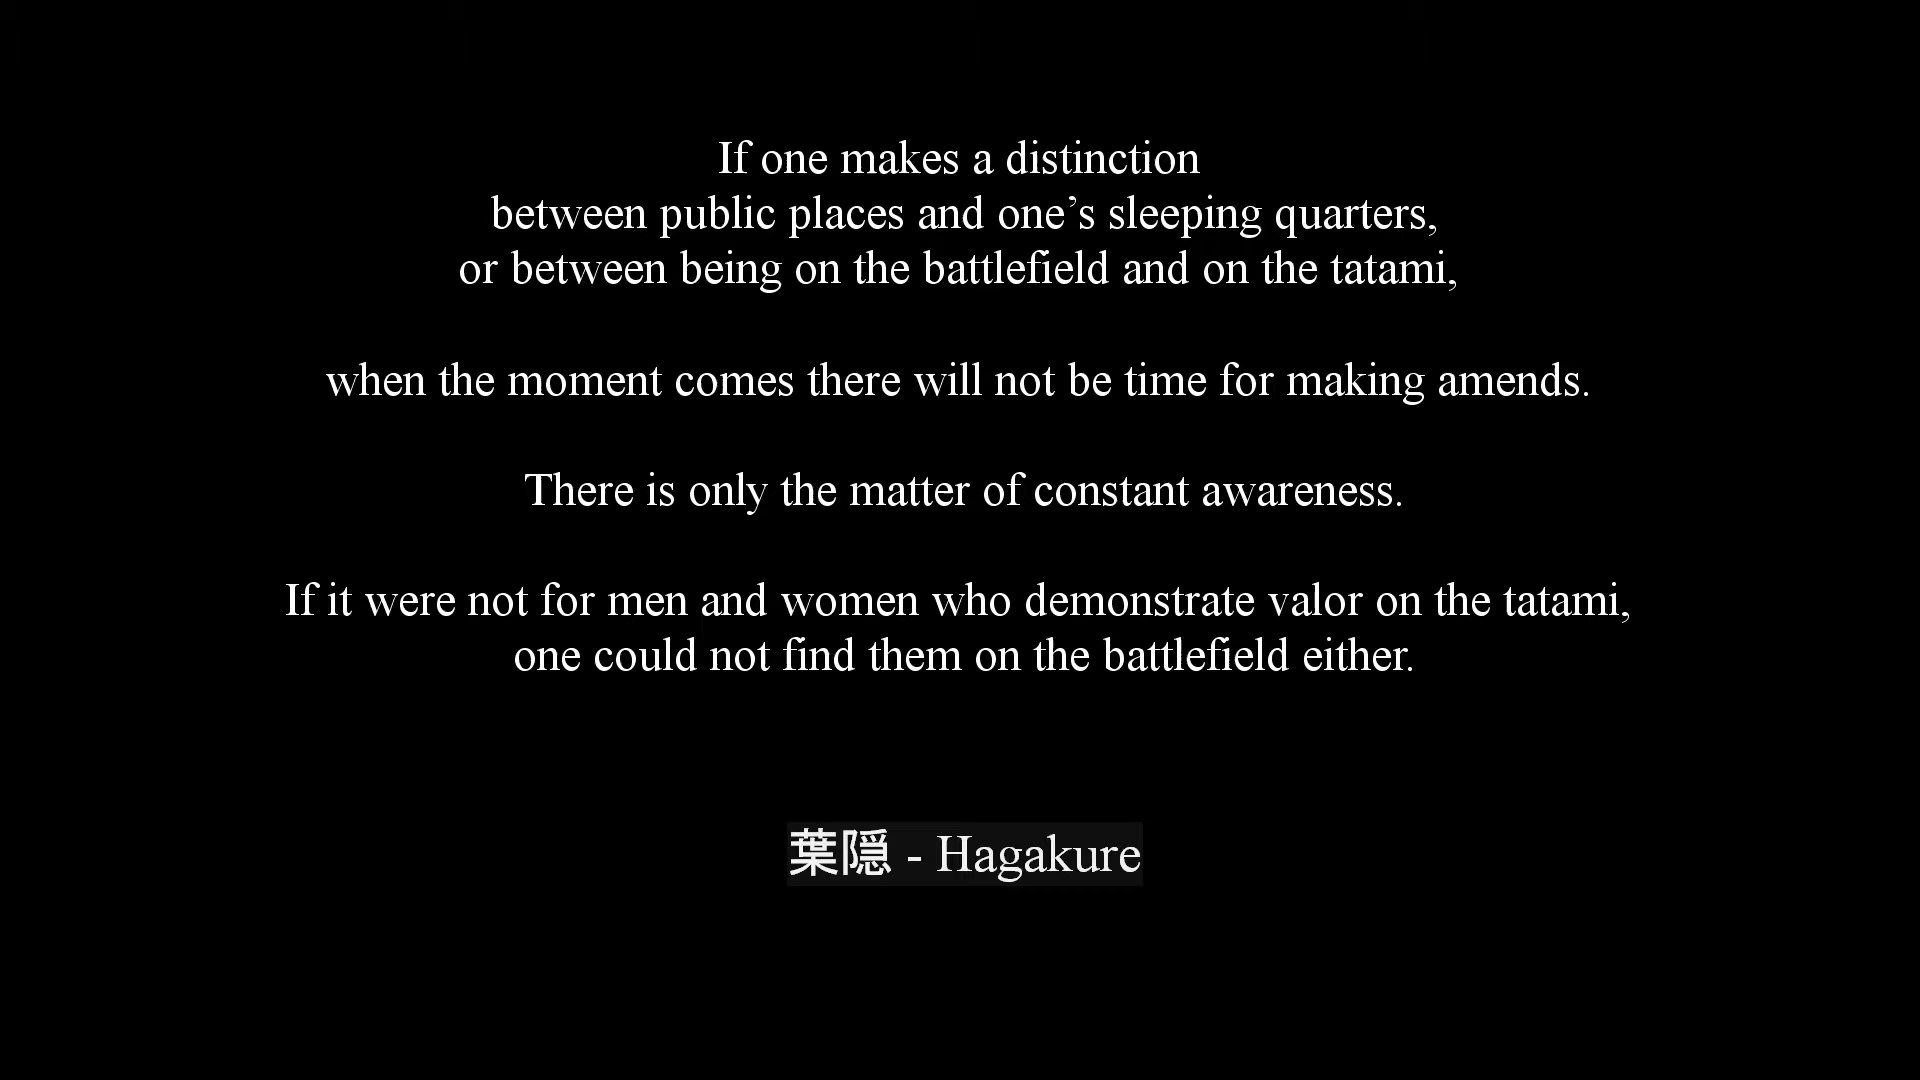 If one makes a distinction
between public places and one’s sleeping quarters,
or between being on the battlefield and on the tatami,
when the moment comes there will not be time for making amends.
There is only the matter of constant awareness.
If it were not for men and women who demonstrate valor on the tatami,
one could not find them on the battlefield either.
葉隠 - Hagakure